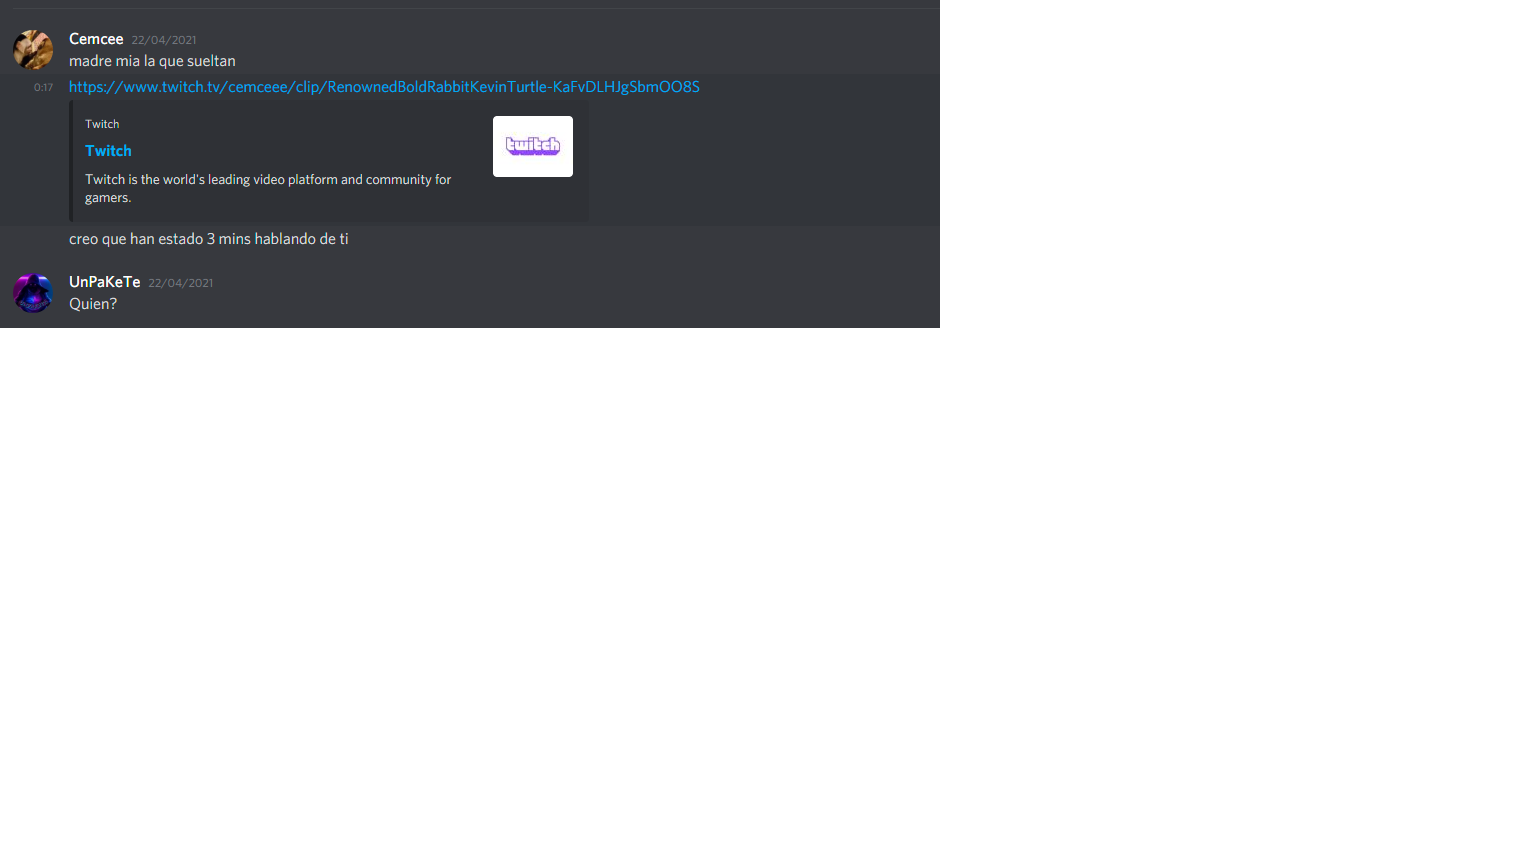 Cemcee 22/04/2021
madre mia la que sueltan
0:17 https://www.twitch.tv/cemceee/clip/RenownedBoldRabbitKevinTurtle-KaFvDLHJgSbmOO8S
Twitch
twitch
Twitch
Twitch is the world's leading video platform and community for
gamers.
creo que han estado 3 mins hablando de ti
UnPaKeTe 22/04/2021
Quien?